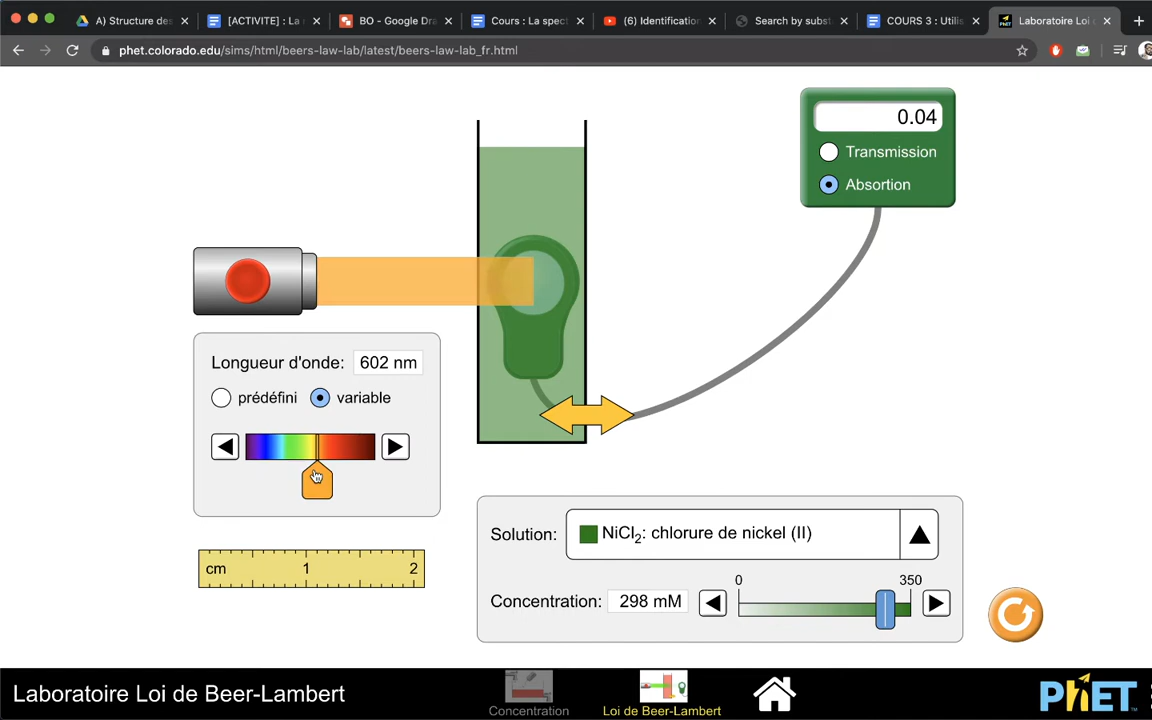 A) Structure des
[ACTIVITE] : La r
BO - Google Dra
Cours : La spect
(6) Identification
Search by subst
COURS 3 : Utilis
Laboratoire Loi d
phet.colorado.edu/sims/html/beers-law-lab/latest/beers-law-lab_fr.html
0.04
Transmission
Absortion
Longueur d'onde: 602 nm
prédéfini variable
cm 1 2
Solution: NiCl₂: chlorure de nickel (II)
0 350
Concentration: 298 mM
Laboratoire Loi de Beer-Lambert
Concentration
Loi de Beer-Lambert
PhET